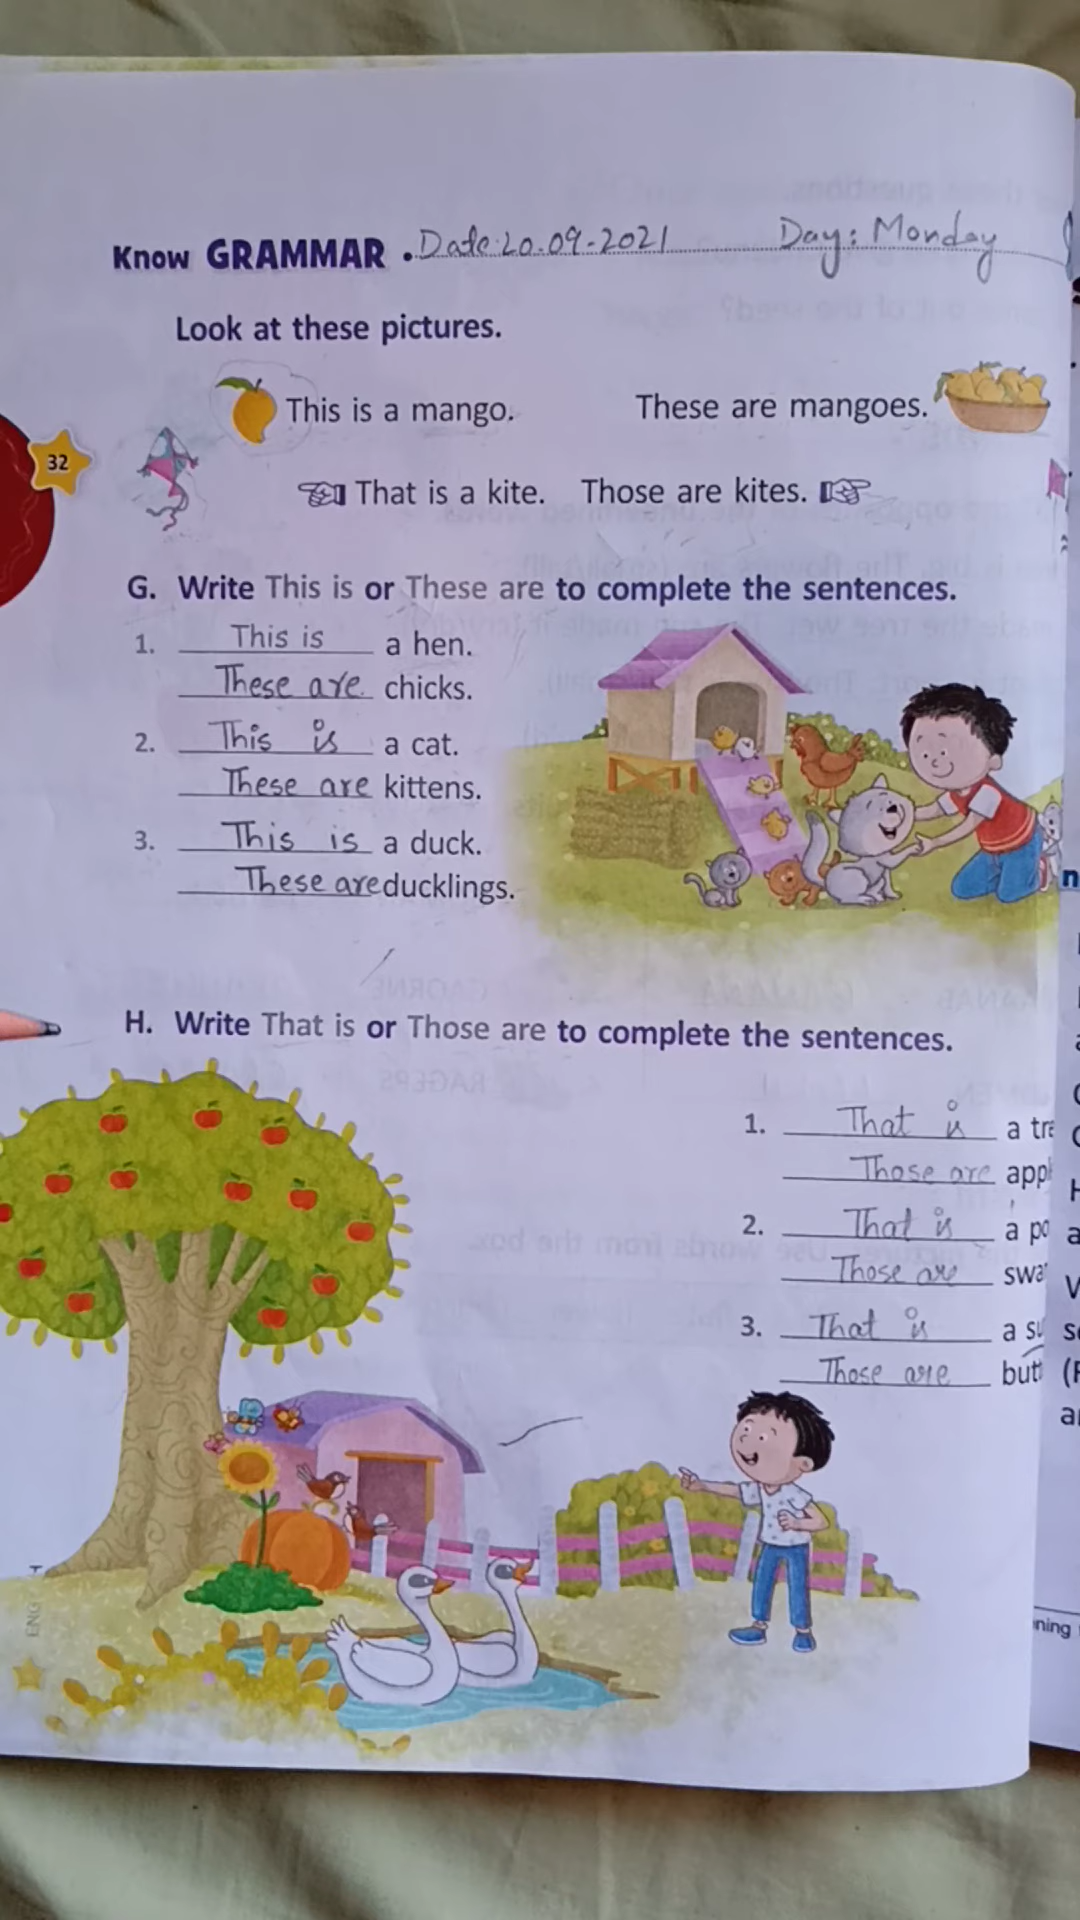 Know GRAMMAR . Date 20.09-2021 Day: Monday
Look at these pictures.
This is a mango. These are mangoes.
32
That is a kite. Those are kites.
G. Write This is or These are to complete the sentences.
1. This is a hen.
These are chicks.
2. This is a cat.
These are kittens.
3. This is a duck.
These are ducklings.
H. Write That is or Those are to complete the sentences.
1. That is a
Those are
2. That is a
Those are
3. That is a
Those are
ENG